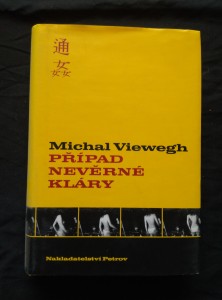 Michal Viewegh
PŘÍPAD
NEVĚRNÉ
KLÁRY
Nakladatelství Petrov